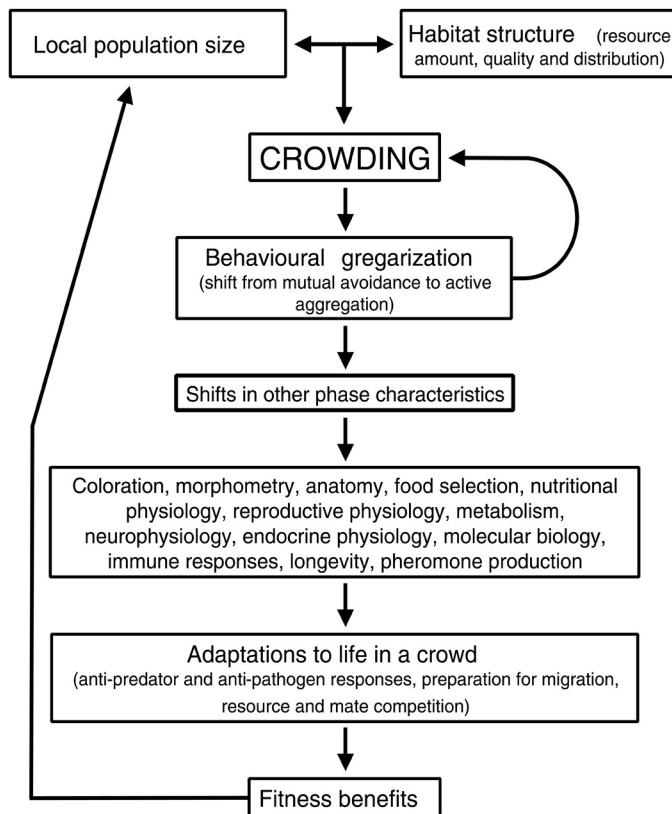 Local population size
Habitat structure (resource
amount, quality and distribution)
CROWDING
Behavioural gregarization
(shift from mutual avoidance to active
aggregation)
Shifts in other phase characteristics
Coloration, morphometry, anatomy, food selection, nutritional
physiology, reproductive physiology, metabolism,
neurophysiology, endocrine physiology, molecular biology,
immune responses, longevity, pheromone production
Adaptations to life in a crowd
(anti-predator and anti-pathogen responses, preparation for migration,
resource and mate competition)
Fitness benefits